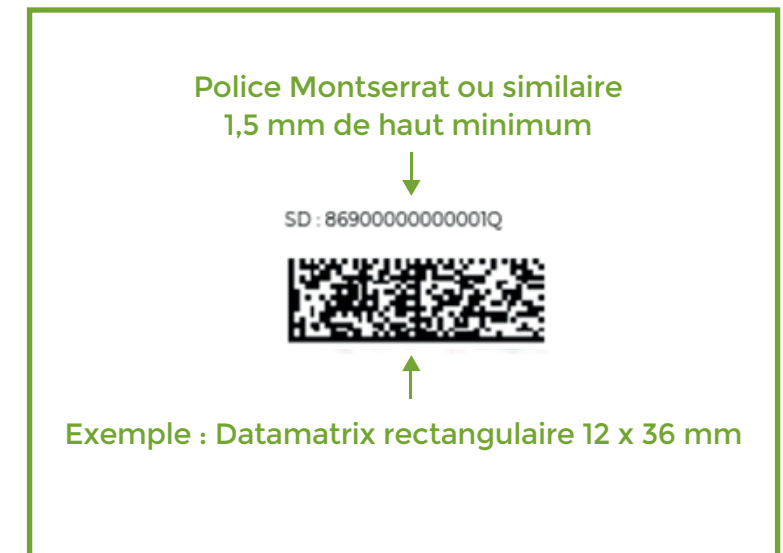 Police Montserrat ou similaire
1,5 mm de haut minimum
SD : 86900000000001Q
Exemple : Datamatrix rectangulaire 12 x 36 mm